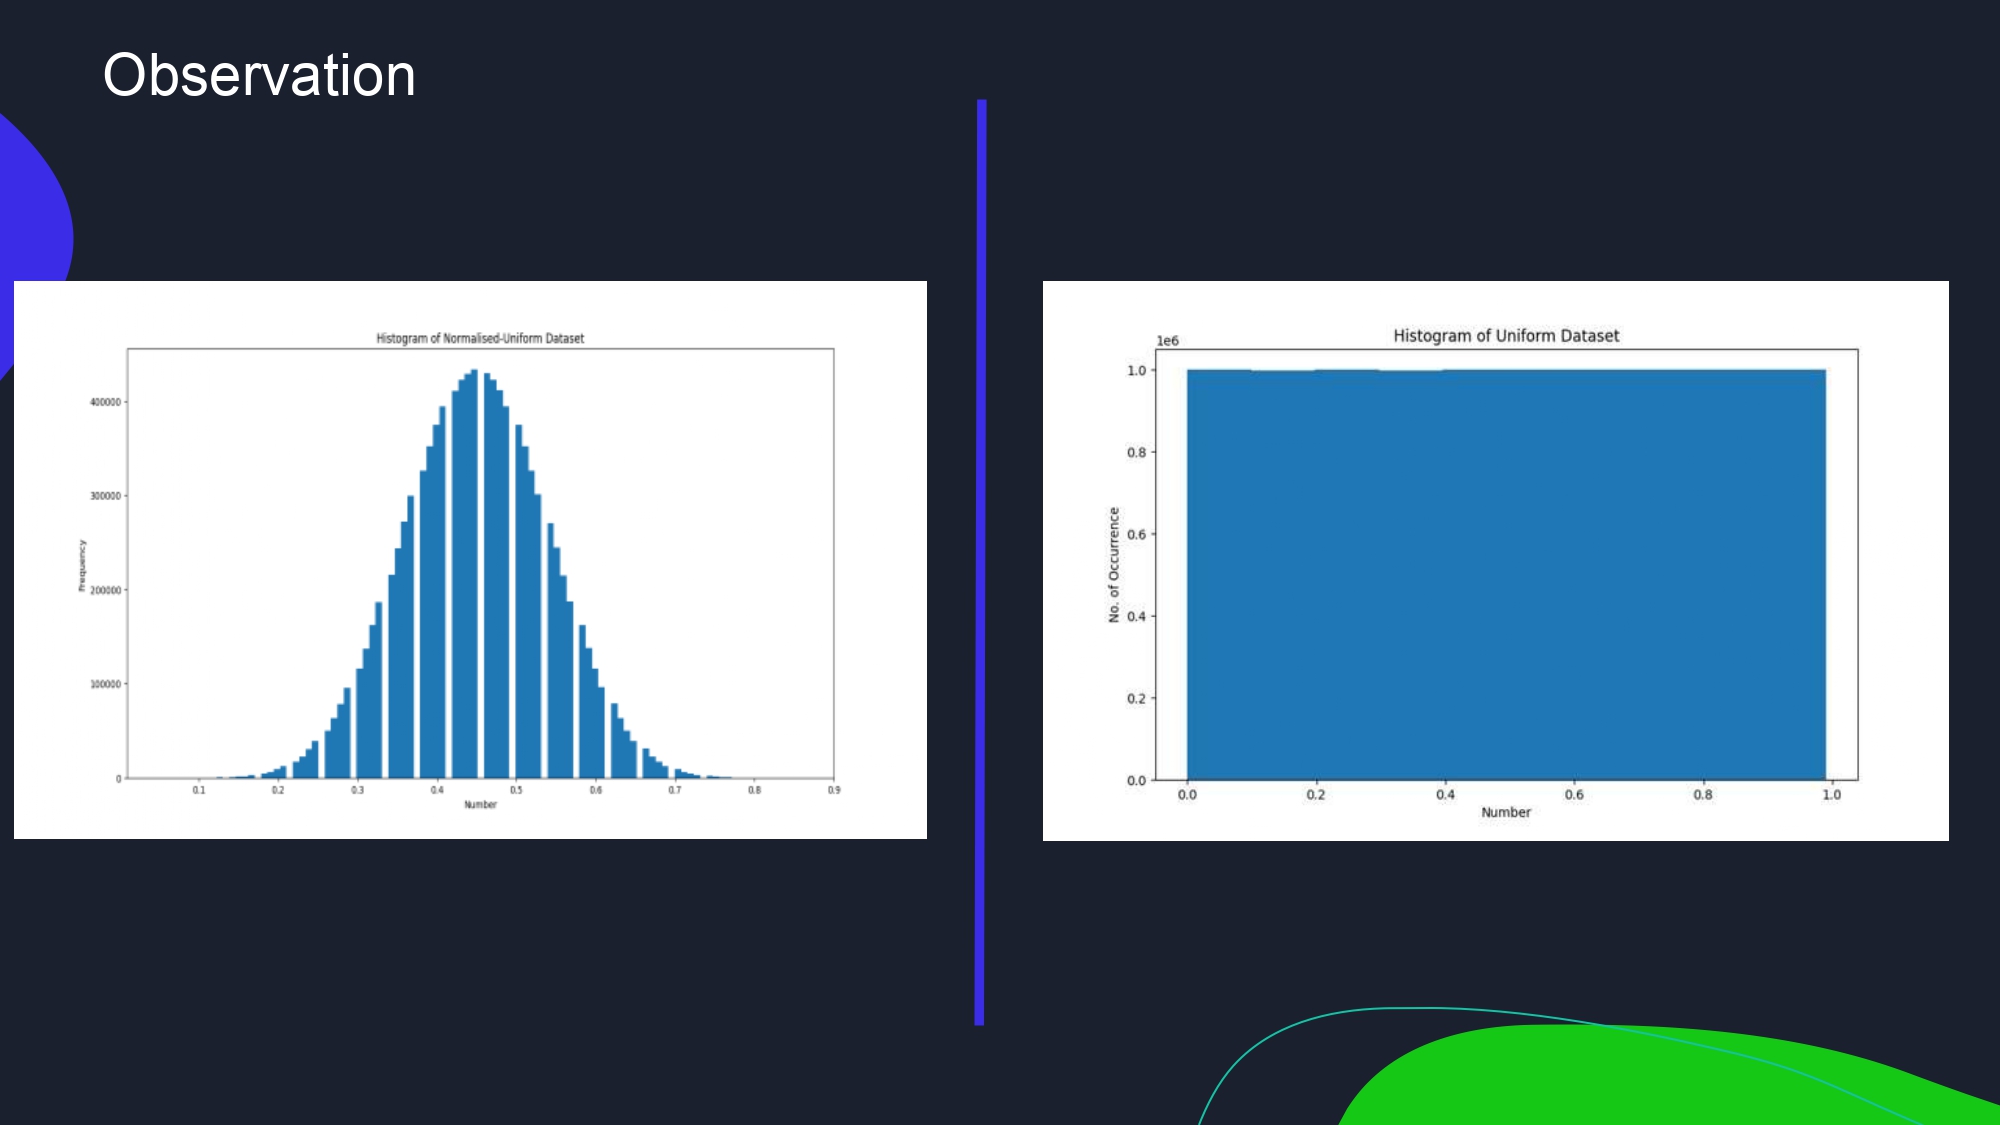 Observation
Histogram of Normalised-Uniform Dataset
400000
300000
200000
100000
0
Frequency
0.1 0.2 0.3 0.4 0.5 0.6 0.7 0.8 0.9
Number
Histogram of Uniform Dataset
1e6
1.0
0.8
0.6
0.4
0.2
0.0
No. of Occurrence
0.0 0.2 0.4 0.6 0.8 1.0
Number